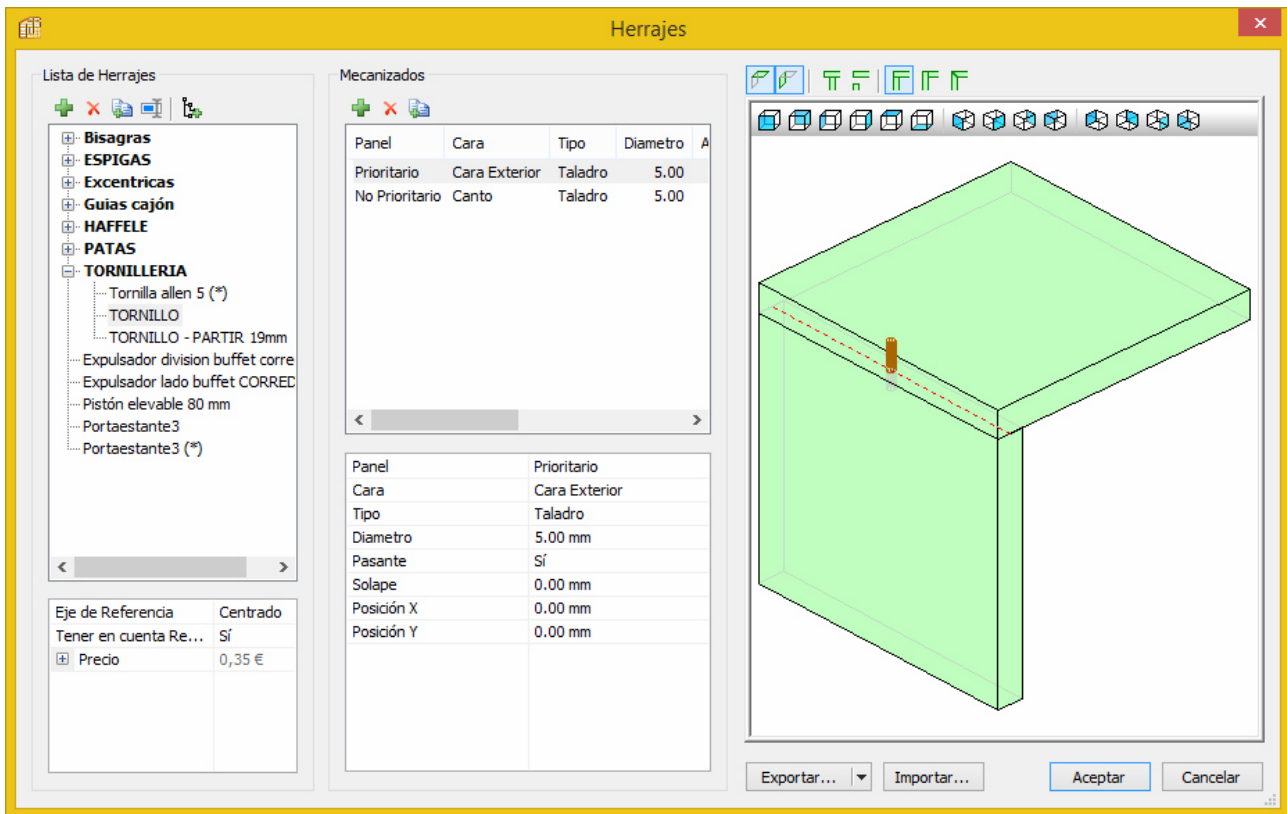 Herrajes
Lista de Herrajes
Bisagras
ESPIGAS
Excentricas
Guias cajón
HAFFELE
PATAS
TORNILLERIA
Tornilla allen 5 (*)
TORNILLO
TORNILLO - PARTIR 19mm
Expulsador division buffet corre
Expulsador lado buffet CORRED
Pistón elevable 80 mm
Portaestante3
Portaestante3 (*)
Eje de Referencia Centrado
Tener en cuenta Re... Sí
Precio 0,35 €
Mecanizados
Panel Cara Tipo Diametro A
Prioritario Cara Exterior Taladro 5.00
No Prioritario Canto Taladro 5.00
Panel Prioritario
Cara Cara Exterior
Tipo Taladro
Diametro 5.00 mm
Pasante Sí
Solape 0.00 mm
Posición X 0.00 mm
Posición Y 0.00 mm
Exportar... Importar... Aceptar Cancelar